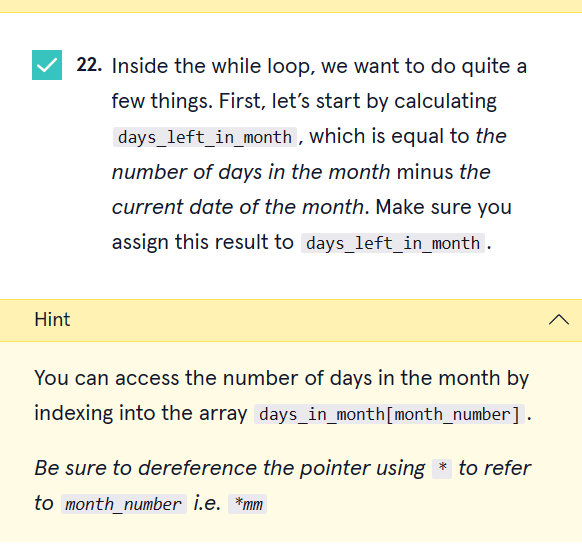 22. Inside the while loop, we want to do quite a
few things. First, let’s start by calculating
days_left_in_month, which is equal to the
number of days in the month minus the
current date of the month. Make sure you
assign this result to days_left_in_month.
Hint
You can access the number of days in the month by
indexing into the array days_in_month[month_number].
Be sure to dereference the pointer using * to refer
to month_number i.e. *mm